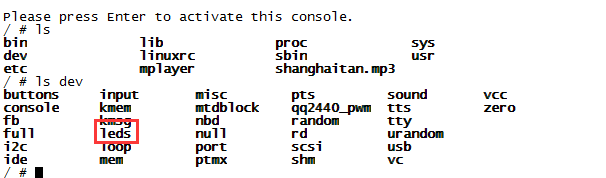 Please press Enter to activate this console.
/ # ls
bin lib proc sys
dev linuxrc sbin usr
etc mplayer shanghaitan.mp3
/ # ls dev
buttons input misc pts sound vcc
console kmem mtdblock qq2440_pwm tts zero
fb kmsg nbd random tty
full leds null rd urandom
i2c loop port scsi usb
ide mem ptmx shm vc
/ #